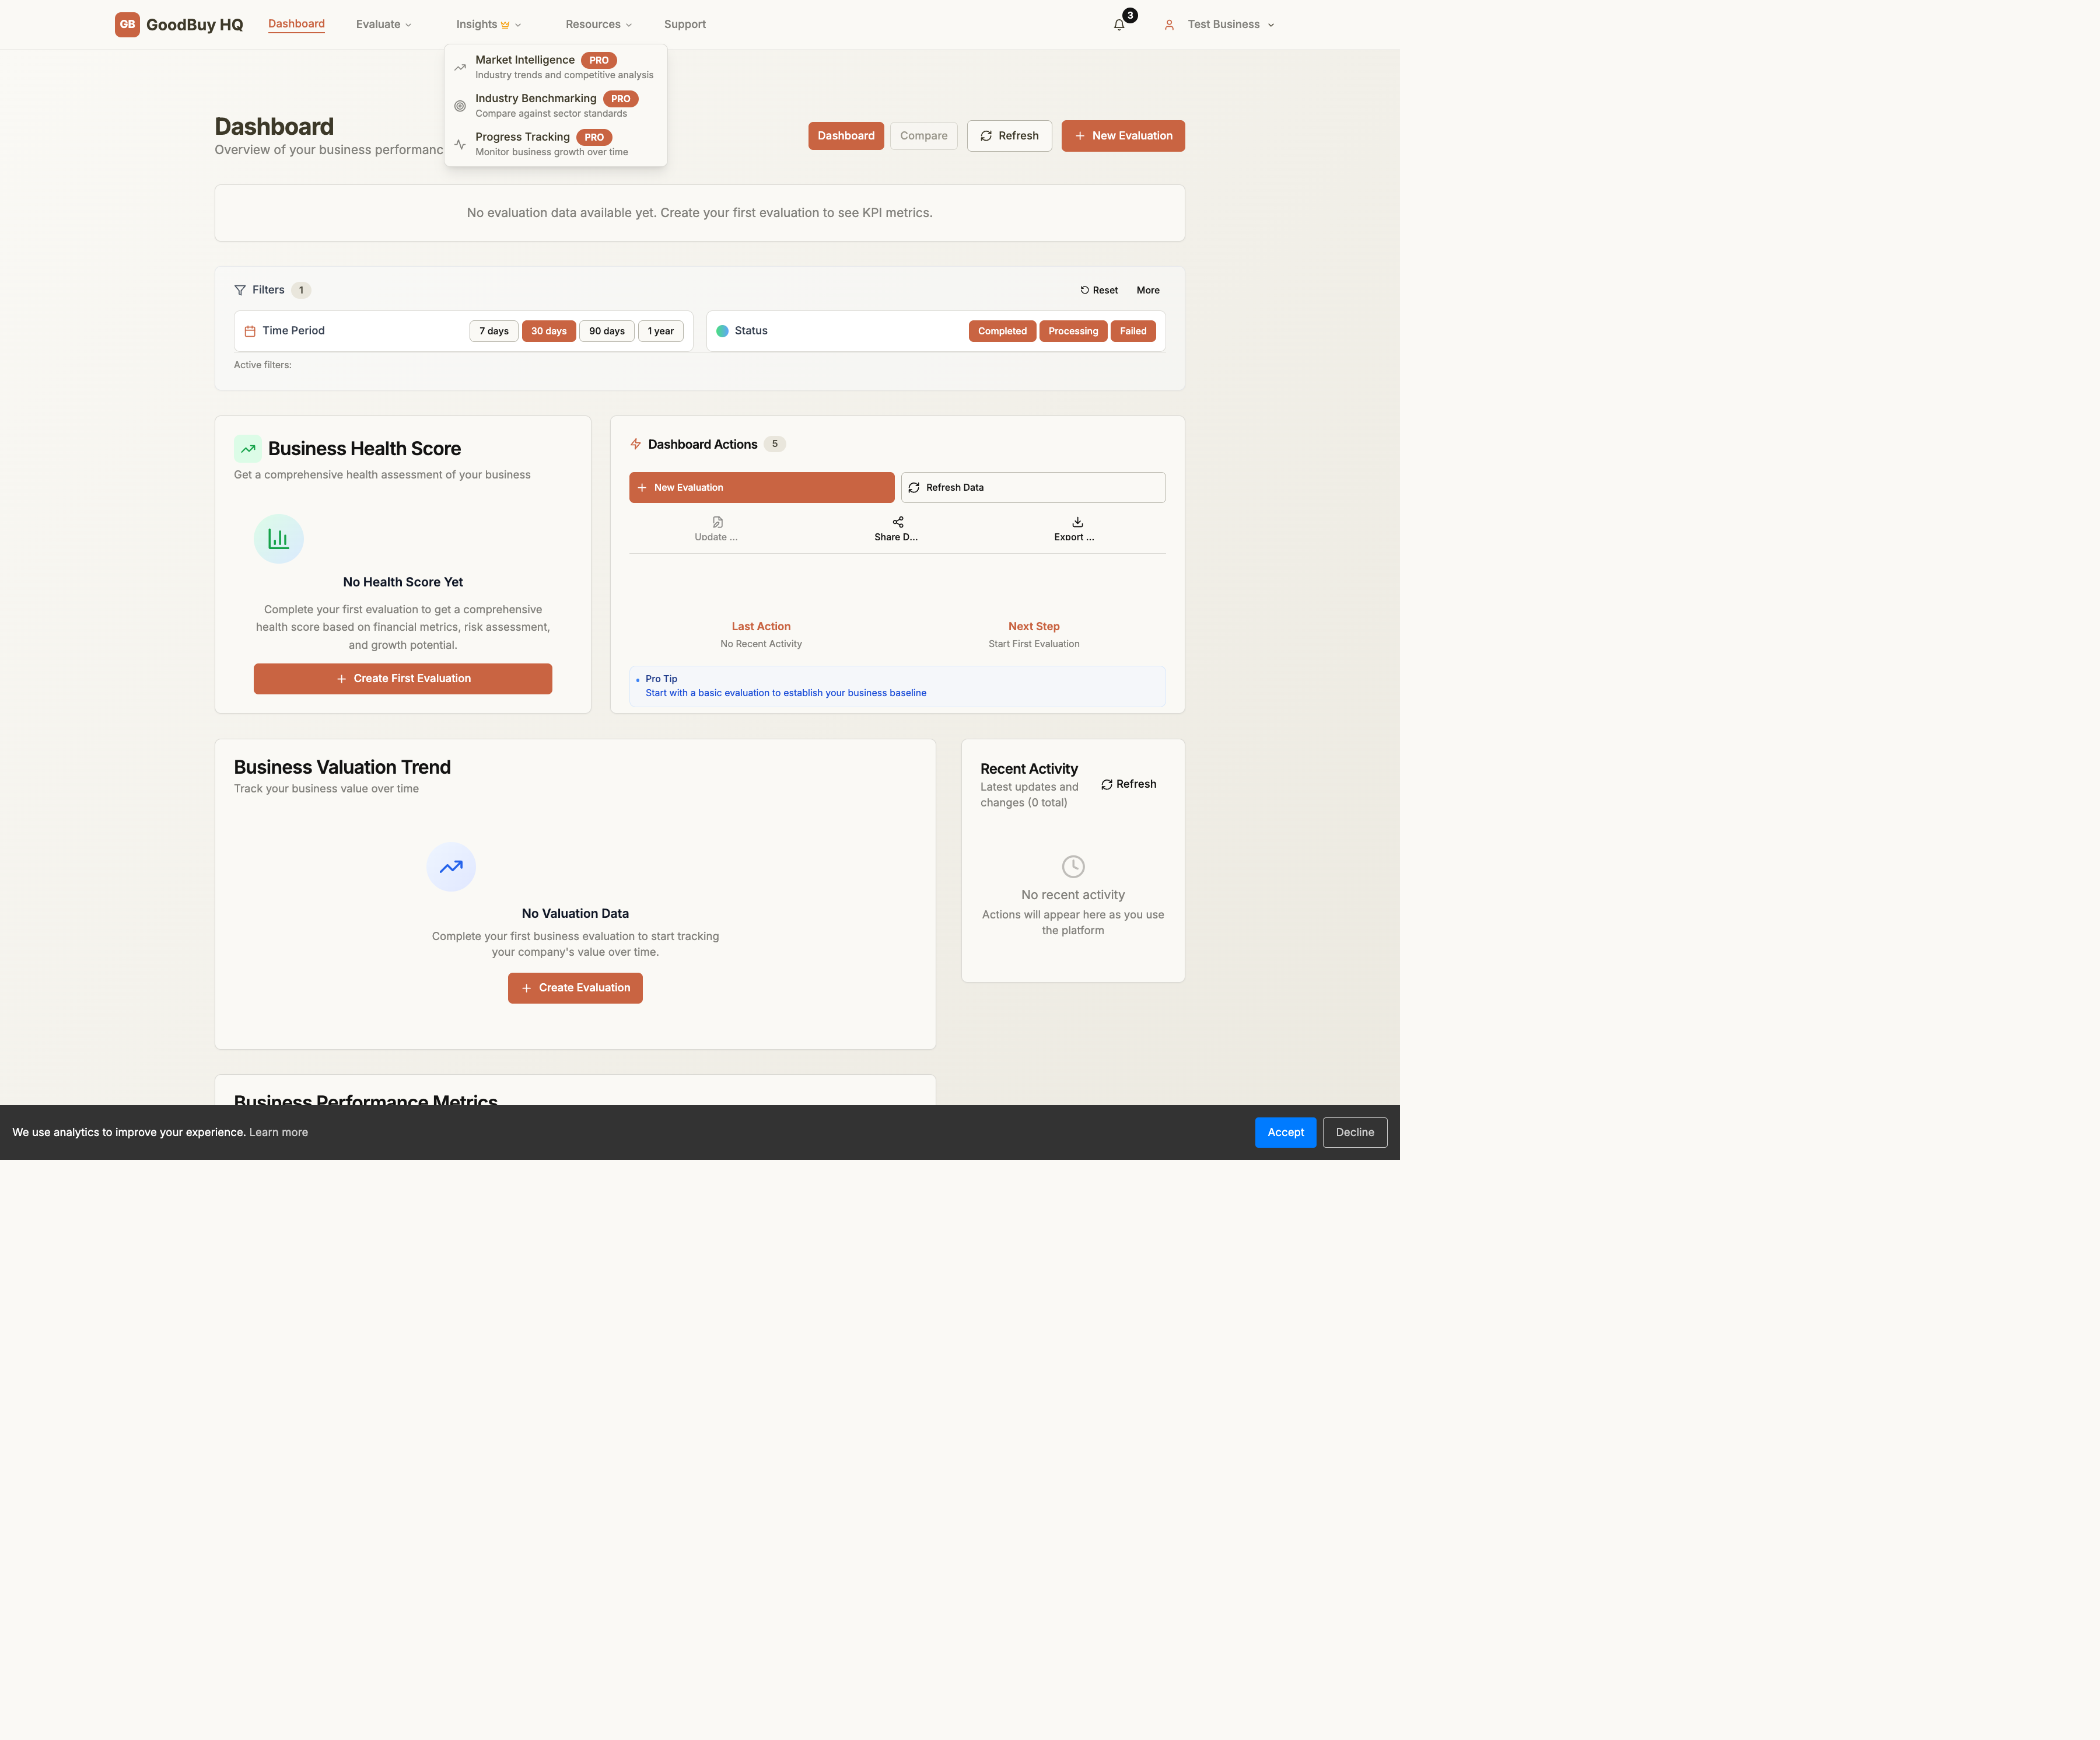 GB GoodBuy HQ Dashboard Evaluate Insights Resources Support 3 Test Business
Market Intelligence PRO
Industry trends and competitive analysis
Industry Benchmarking PRO
Compare against sector standards
Progress Tracking PRO
Monitor business growth over time
Dashboard
Overview of your business performanc
Dashboard Compare Refresh New Evaluation
No evaluation data available yet. Create your first evaluation to see KPI metrics.
Filters 1 Reset More
Time Period 7 days 30 days 90 days 1 year Status Completed Processing Failed
Active filters:
Business Health Score
Get a comprehensive health assessment of your business
No Health Score Yet
Complete your first evaluation to get a comprehensive
health score based on financial metrics, risk assessment,
and growth potential.
Create First Evaluation
Dashboard Actions 5
New Evaluation Refresh Data
Update ... Share D... Export ...
Last Action Next Step
No Recent Activity Start First Evaluation
Pro Tip
Start with a basic evaluation to establish your business baseline
Business Valuation Trend
Track your business value over time
No Valuation Data
Complete your first business evaluation to start tracking
your company's value over time.
Create Evaluation
Recent Activity
Latest updates and
changes (0 total)
Refresh
No recent activity
Actions will appear here as you use
the platform
Business Performance Metrics
We use analytics to improve your experience. Learn more Accept Decline